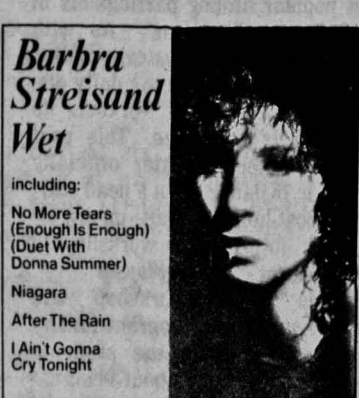 Barbra
Streisand
Wet
including:
No More Tears
(Enough Is Enough)
(Duet With
Donna Summer)
Niagara
After The Rain
I Ain't Gonna
Cry Tonight